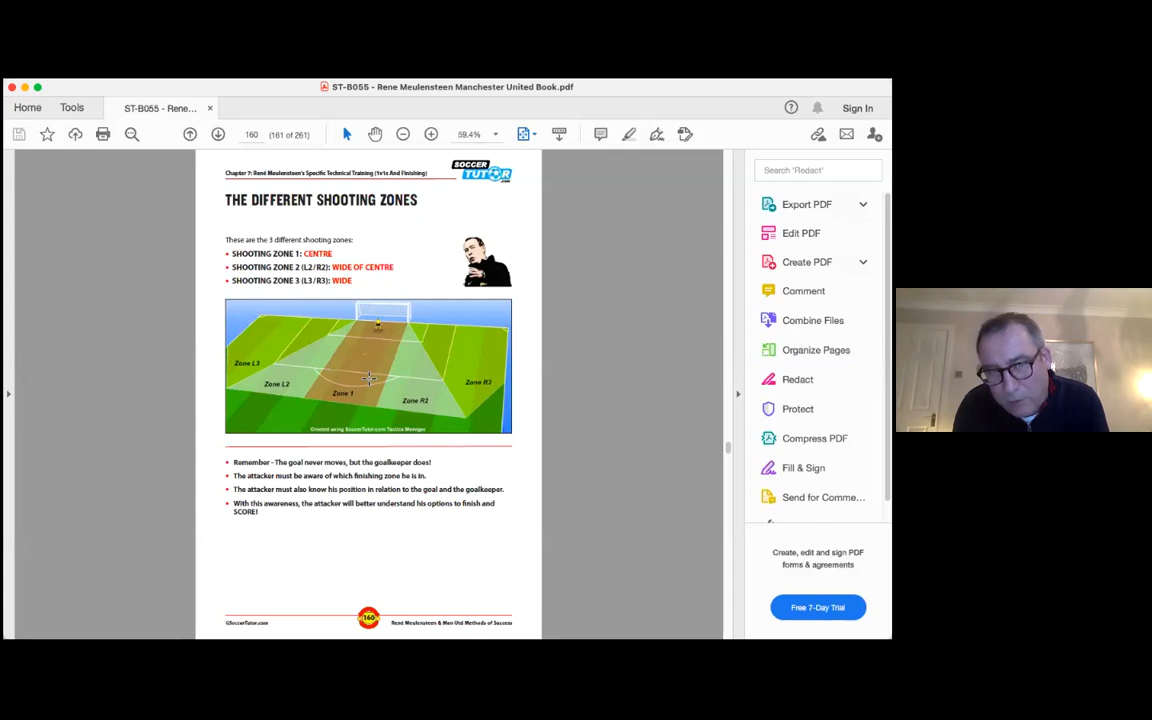 ST-B055 - Rene Meulensteen Manchester United Book.pdf
Home
Tools
ST-B055 - Rene...
×
Sign In
160
(161 of 261)
59.4%
Chapter 7: René Meulensteen's Specific Technical Training (1v1s And Finishing)
SOCCER
TUTOR
.COM
THE DIFFERENT SHOOTING ZONES
These are the 3 different shooting zones:
• SHOOTING ZONE 1: CENTRE
• SHOOTING ZONE 2 (L2/R2): WIDE OF CENTRE
• SHOOTING ZONE 3 (L3/R3): WIDE
Zone L3
Zone L2
Zone 1
Zone R2
Zone R3
Created using SoccerTutor.com Tactics Manager
• Remember - The goal never moves, but the goalkeeper does!
• The attacker must be aware of which finishing zone he is in.
• The attacker must also know his position in relation to the goal and the goalkeeper.
• With this awareness, the attacker will better understand his options to finish and
SCORE!
©SoccerTutor.com
160
René Meulensteen & Man Utd Methods of Success
Search 'Redact'
Export PDF
Edit PDF
Create PDF
Comment
Combine Files
Organize Pages
Redact
Protect
Compress PDF
Fill & Sign
Send for Comme...
Create, edit and sign PDF
forms & agreements
Free 7-Day Trial